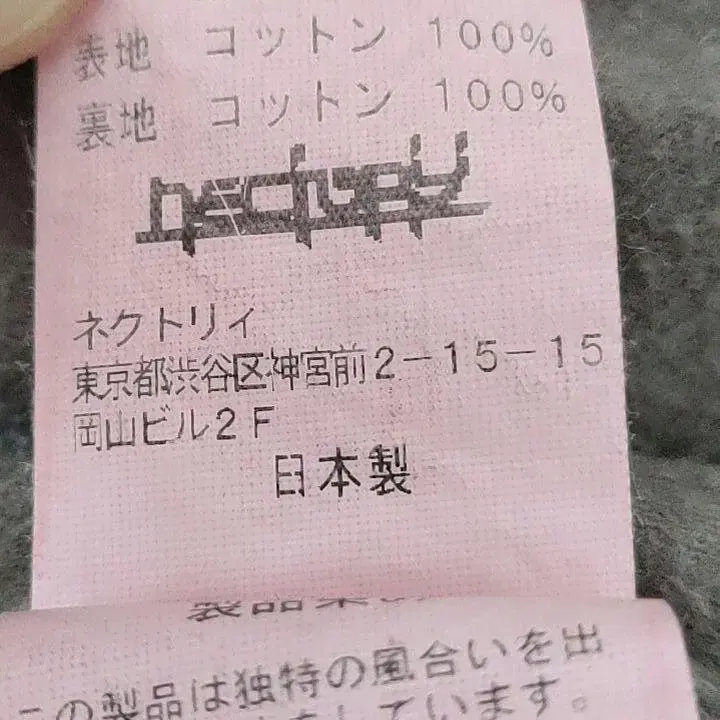 表地 コットン 100%
裏地 コットン 100%
ネクトリィ
東京都渋谷区神宮前2-15-15
岡山ビル2F
日本製
この製品は独特の風合いを出
しています。